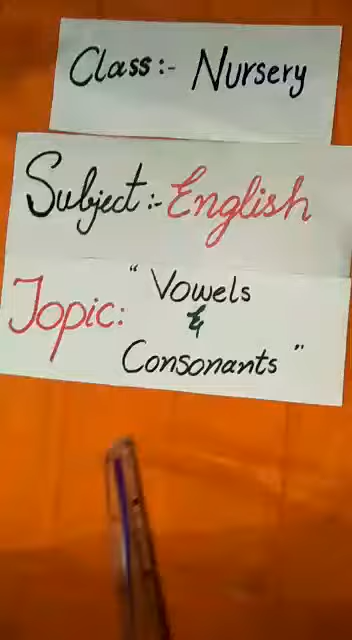 Class:- Nursery
Subject:- English
Topic: " Vowels
&
Consonants "